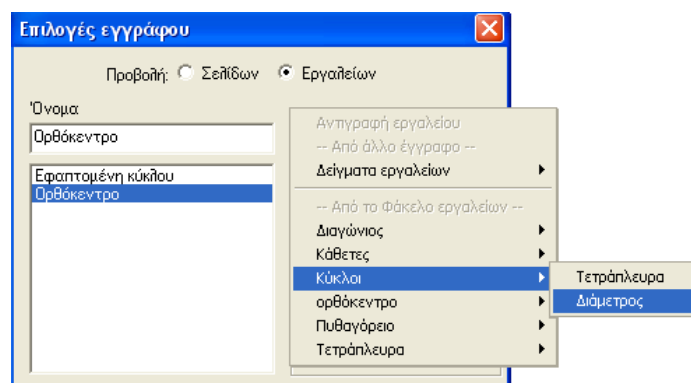 Επιλογές εγγράφου
Προβολή: Σελίδων Εργαλείων
Όνομα
Ορθόκεντρο
Εφαπτομένη κύκλου
Ορθόκεντρο
Αντιγραφή εργαλείου
-- Από άλλο έγγραφο --
Δείγματα εργαλείων
-- Από το Φάκελο εργαλείων --
Διαγώνιος
Κάθετες
Κύκλοι
ορθόκεντρο
Πυθαγόρειο
Τετράπλευρα
Τετράπλευρα
Διάμετρος